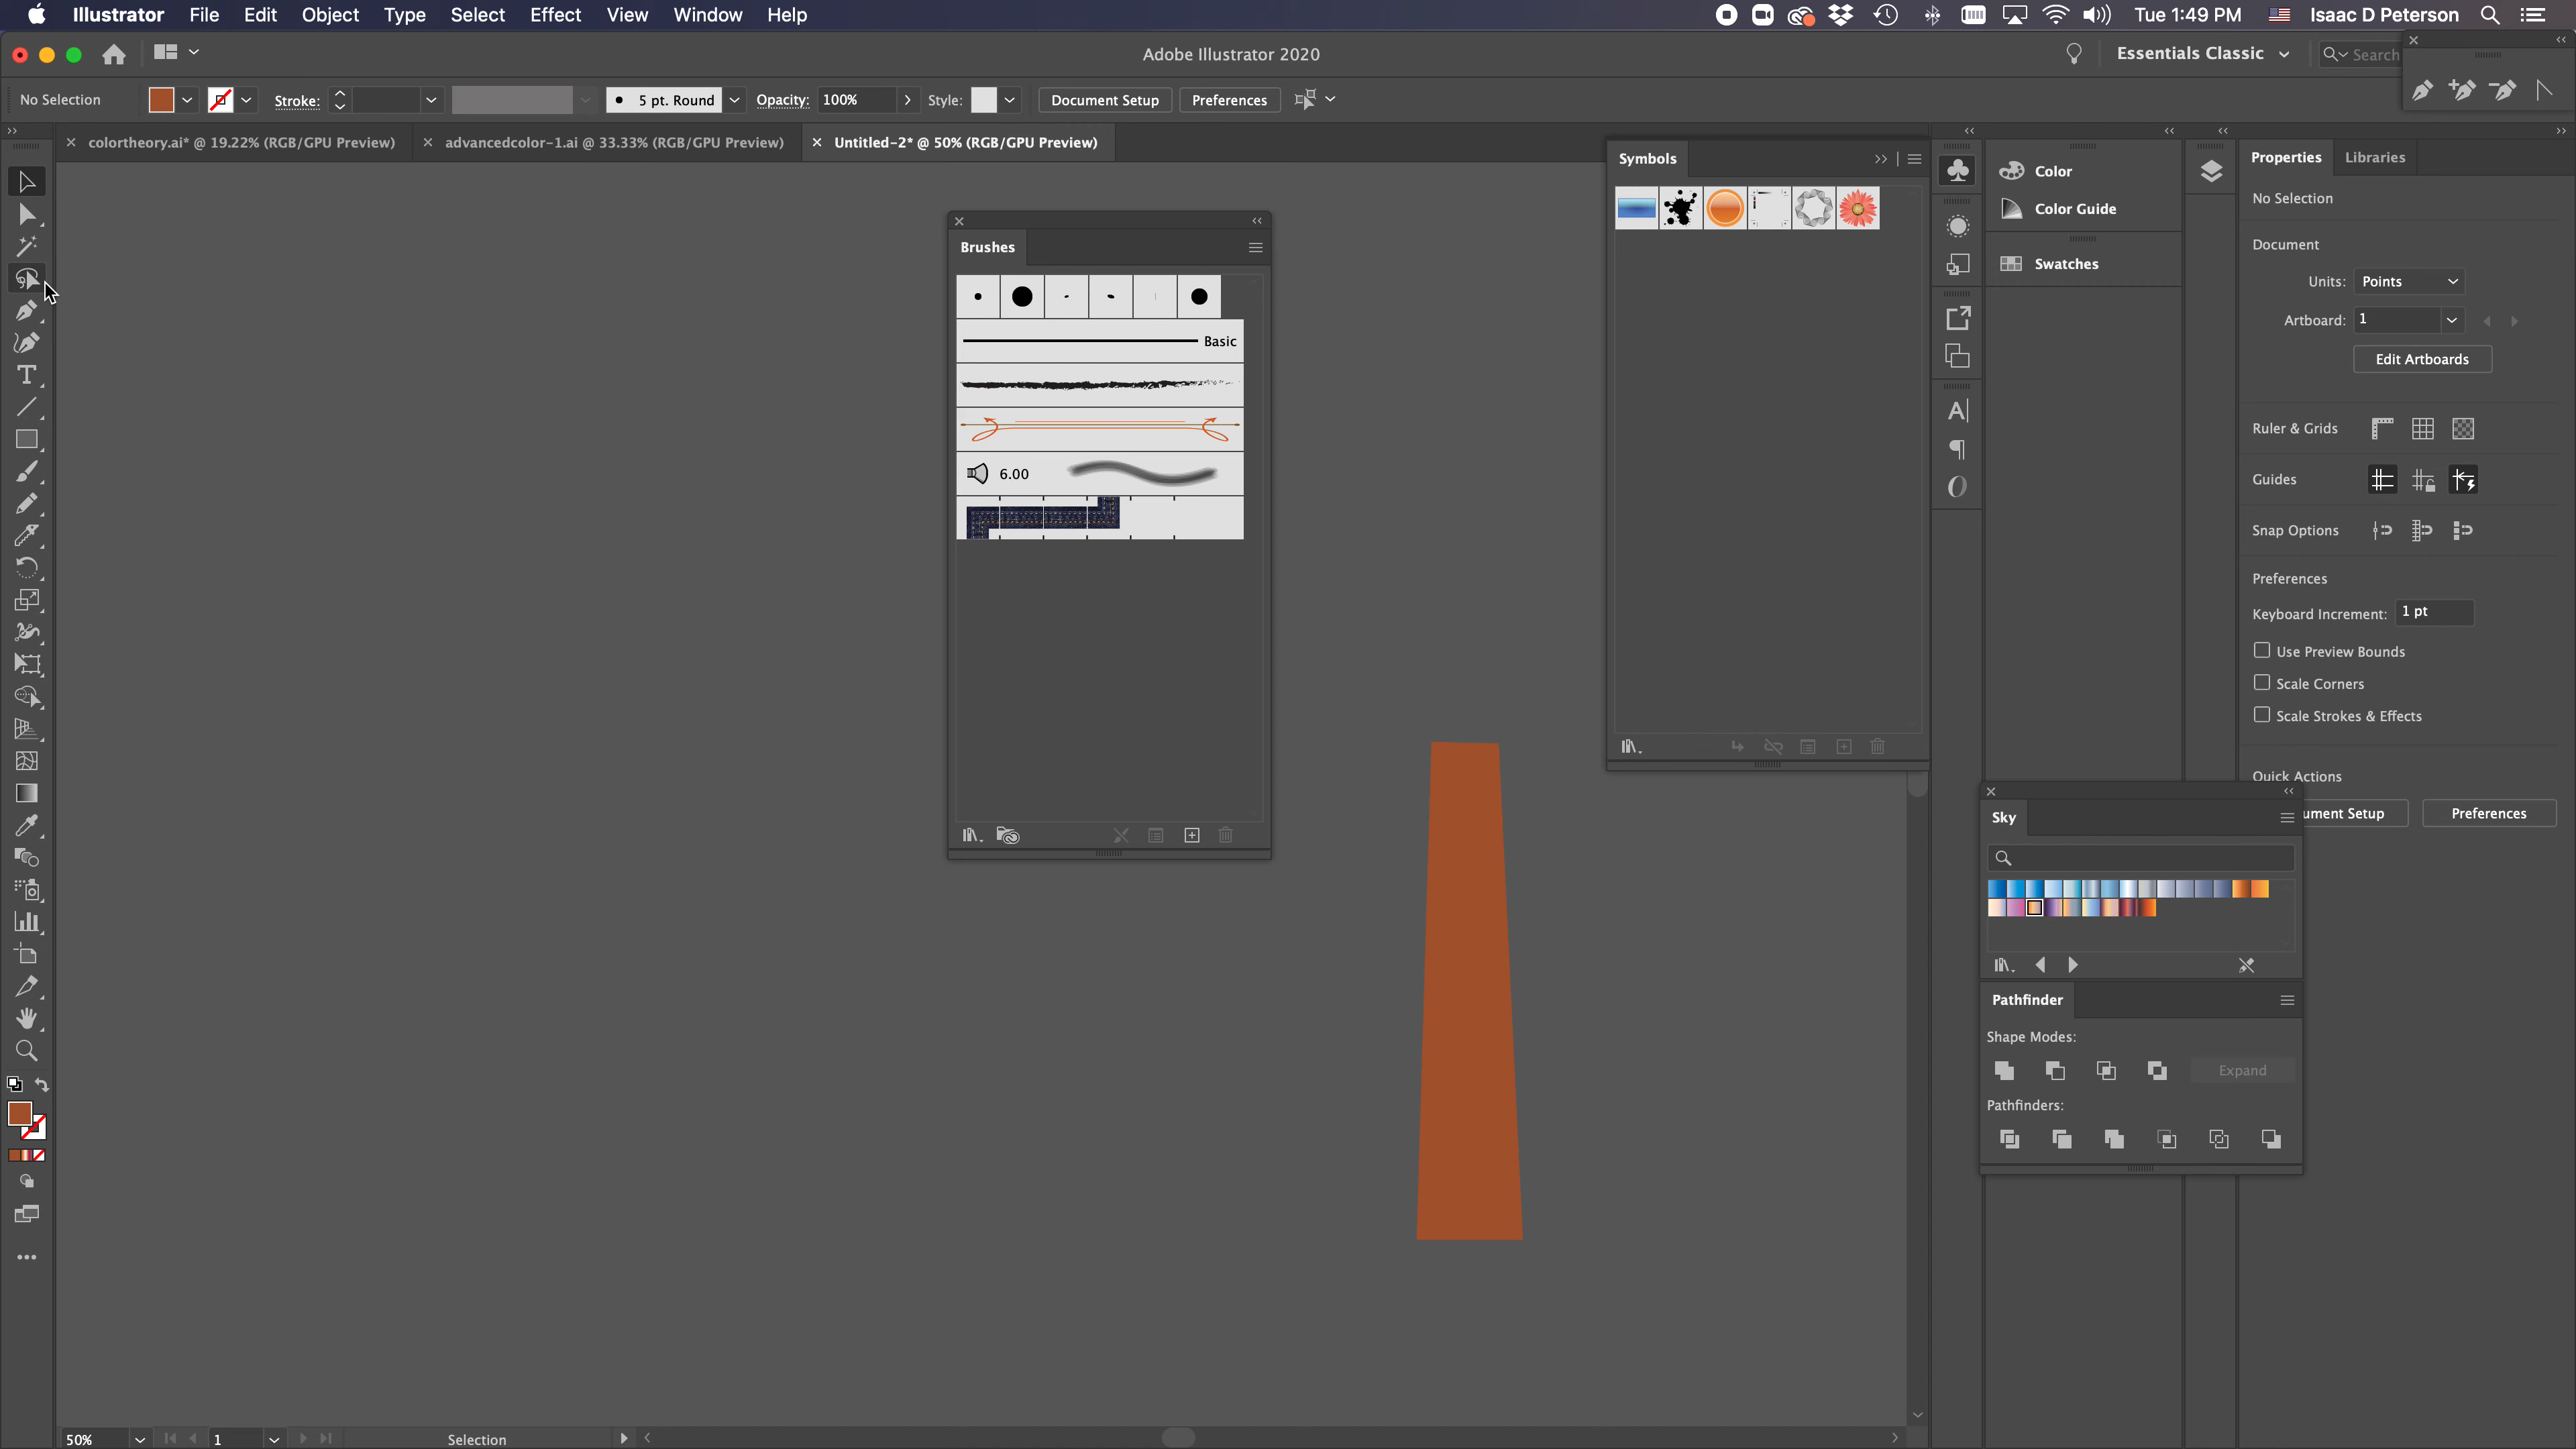 Illustrator File Edit Object Type Select Effect View Window Help Tue 1:49 PM Isaac D Peterson
Adobe Illustrator 2020 Essentials Classic Search
No Selection Stroke: 5 pt. Round Opacity: 100% Style: Document Setup Preferences
colortheory.ai* @ 19.22% (RGB/GPU Preview) advancedcolor-1.ai @ 33.33% (RGB/GPU Preview) Untitled-2* @ 50% (RGB/GPU Preview)
Symbols
Brushes
Basic
6.00
Color
Color Guide
Swatches
Properties Libraries
No Selection
Document
Units: Points
Artboard: 1
Edit Artboards
Ruler & Grids
Guides
Snap Options
Preferences
Keyboard Increment: 1 pt
Use Preview Bounds
Scale Corners
Scale Strokes & Effects
Quick Actions
ument Setup Preferences
Sky
Pathfinder
Shape Modes:
Expand
Pathfinders:
50% 1 Selection